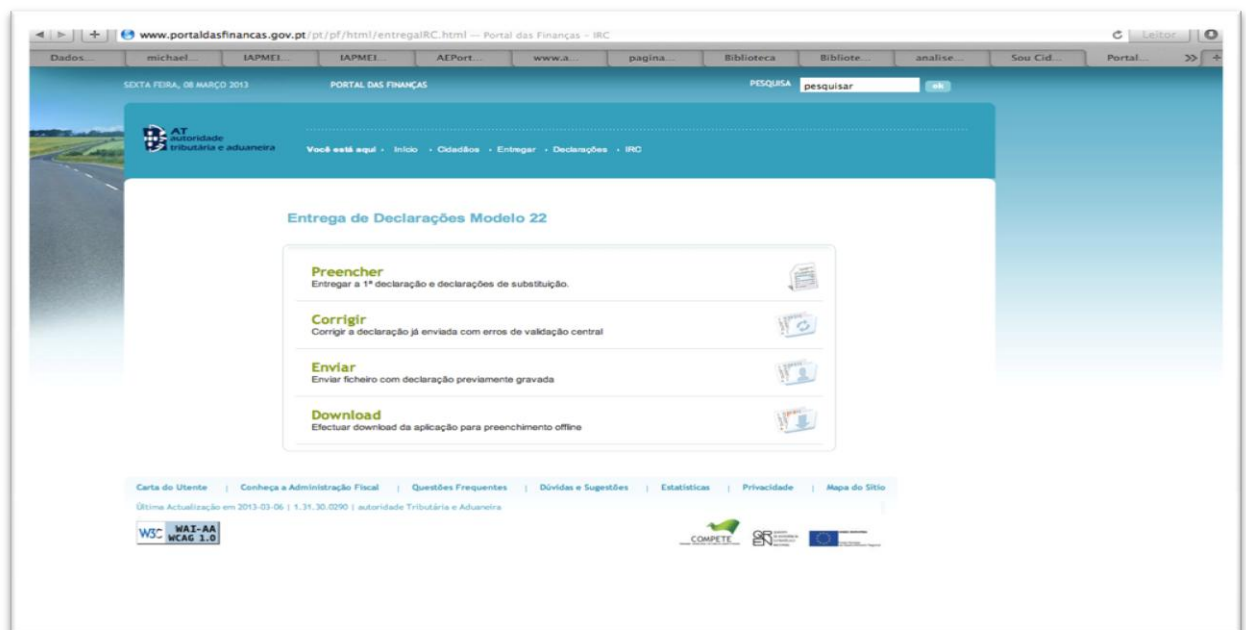 www.portaldasfinancas.gov.pt/pt/pf/html/entregaIRC.html — Portal das Finanças – IRC
Leitor
Dados... michael... IAPMEI... IAPMEI... AEPort... www.a... pagina... Biblioteca Bibliote... analise... Sou Cid... Portal...
SEXTA FEIRA, 08 MARÇO 2013 PORTAL DAS FINANÇAS PESQUISA pesquisar ok
AT
autoridade
tributária e aduaneira
Você está aqui · Início · Cidadãos · Entregar · Declarações · IRC
Entrega de Declarações Modelo 22
Preencher
Entregar a 1ª declaração e declarações de substituição.
Corrigir
Corrigir a declaração já enviada com erros de validação central
Enviar
Enviar ficheiro com declaração previamente gravada
Download
Efectuar download da aplicação para preenchimento offline
Carta do Utente | Conheça a Administração Fiscal | Questões Frequentes | Dúvidas e Sugestões | Estatísticas | Privacidade | Mapa do Sítio
Última Actualização em 2013-03-06 | 1.31.30.0290 | autoridade Tributária e Aduaneira
W3C WAI-AA
WCAG 1.0
COMPETE
QREN